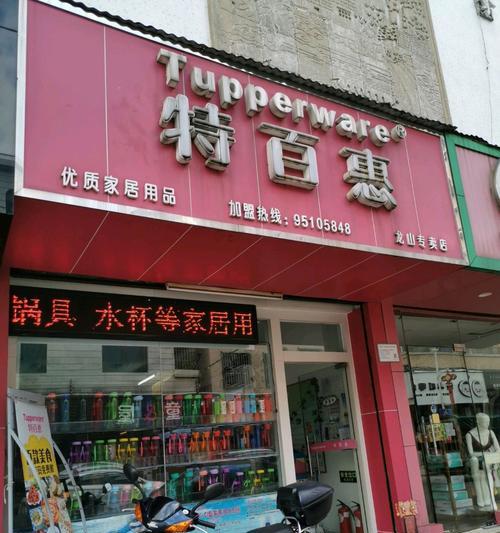 Tupperware®
特百惠
优质家居用品
加盟热线：95105848
龙山专卖店
锅具 水杯等家居用
Tupperware